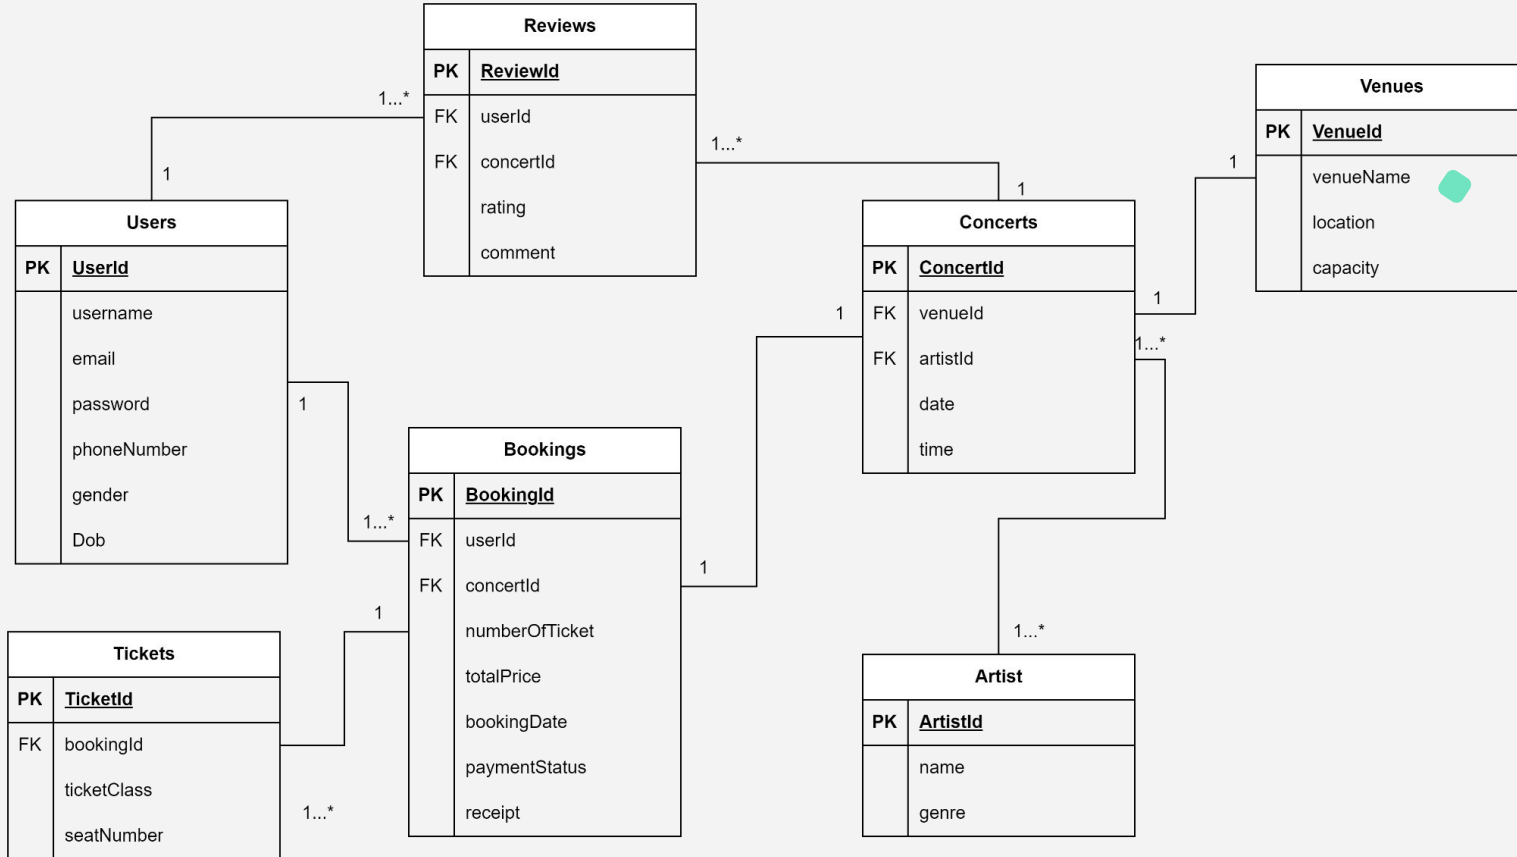 Reviews
PK ReviewId
FK userId
FK concertId
rating
comment
1...*
1
1...*
1
Users
PK UserId
username
email
password
phoneNumber
gender
Dob
1
1...*
Venues
PK VenueId
venueName
location
capacity
1
1
Concerts
PK ConcertId
FK venueId
FK artistId
date
time
1...*
1
1
Bookings
PK BookingId
FK userId
FK concertId
numberOfTicket
totalPrice
bookingDate
paymentStatus
receipt
1
1...*
Tickets
PK TicketId
FK bookingId
ticketClass
seatNumber
1...*
Artist
PK ArtistId
name
genre